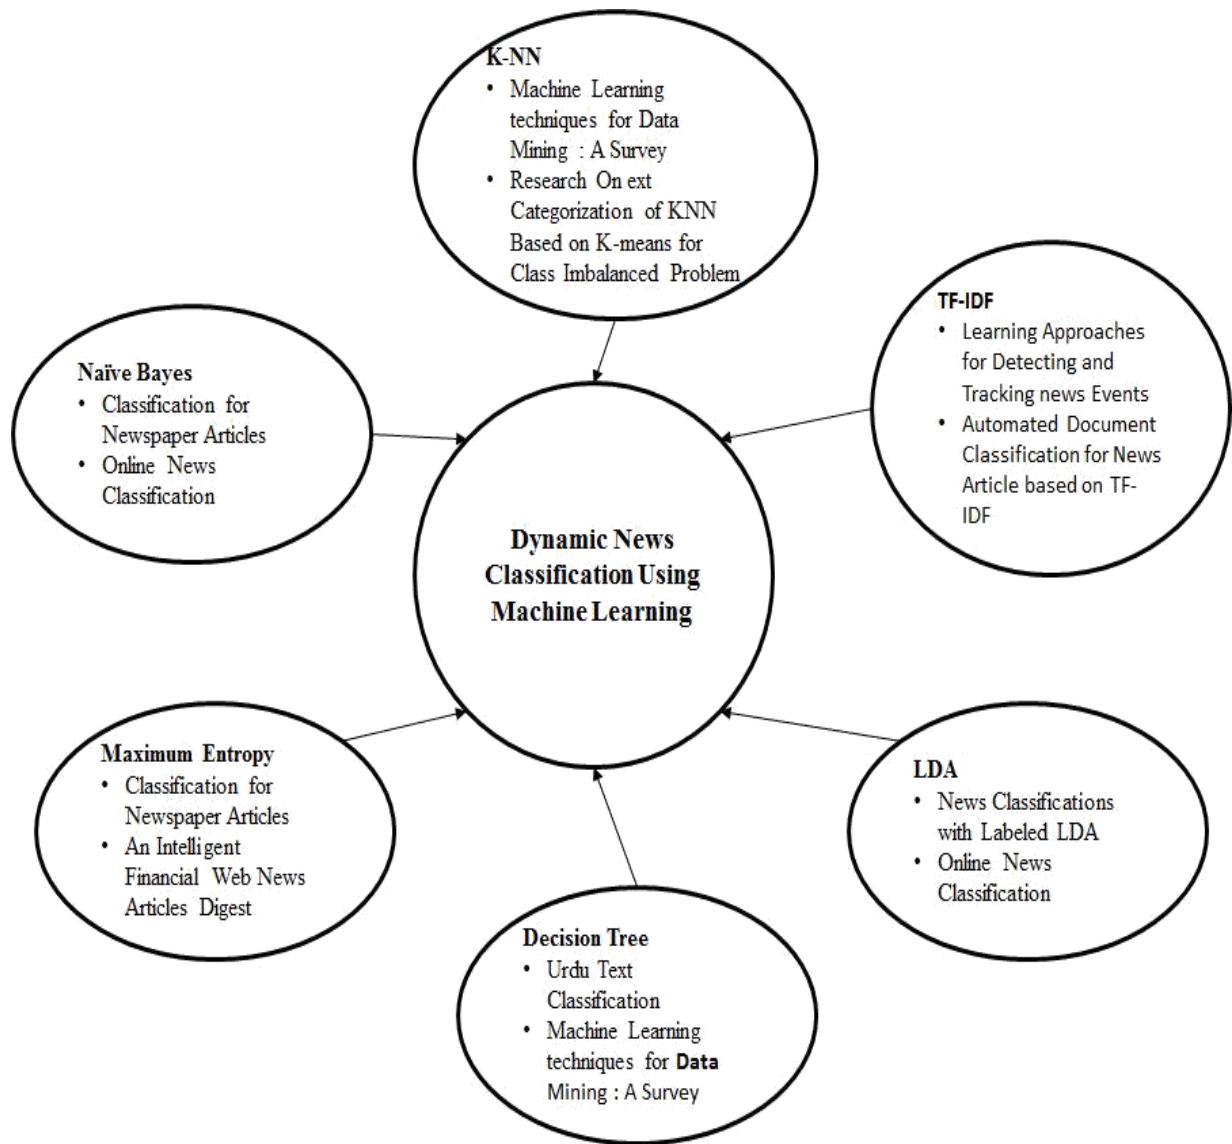 K-NN
• Machine Learning
techniques for Data
Mining : A Survey
• Research On ext
Categorization of KNN
Based on K-means for
Class Imbalanced Problem
TF-IDF
• Learning Approaches
for Detecting and
Tracking news Events
• Automated Document
Classification for News
Article based on TF-
IDF
Naïve Bayes
• Classification for
Newspaper Articles
• Online News
Classification
Dynamic News
Classification Using
Machine Learning
Maximum Entropy
• Classification for
Newspaper Articles
• An Intelligent
Financial Web News
Articles Digest
LDA
• News Classifications
with Labeled LDA
• Online News
Classification
Decision Tree
• Urdu Text
Classification
• Machine Learning
techniques for Data
Mining : A Survey